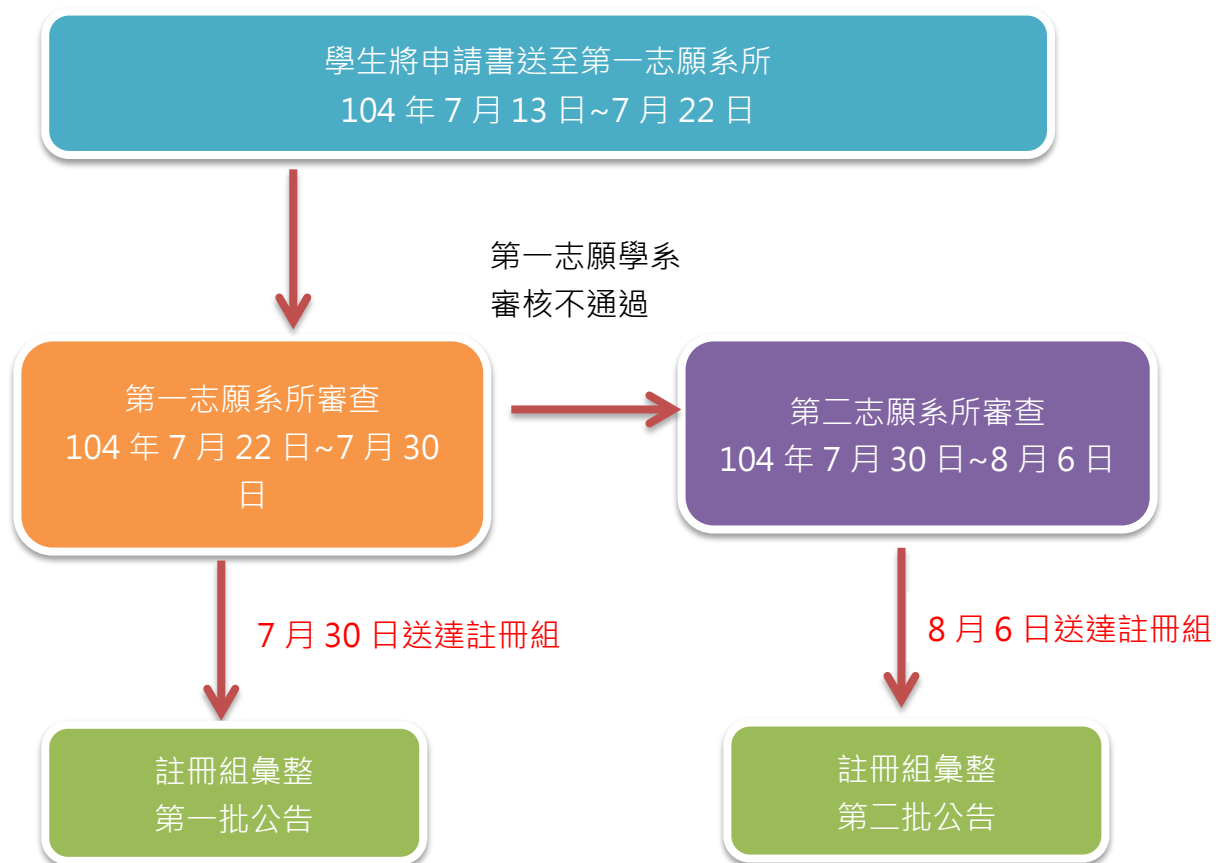 學生將申請書送至第一志願系所
104 年 7 月 13 日~7 月 22 日
第一志願學系
審核不通過
第一志願系所審查
104 年 7 月 22 日~7 月 30
日
第二志願系所審查
104 年 7 月 30 日~8 月 6 日
7 月 30 日送達註冊組
8 月 6 日送達註冊組
註冊組彙整
第一批公告
註冊組彙整
第二批公告